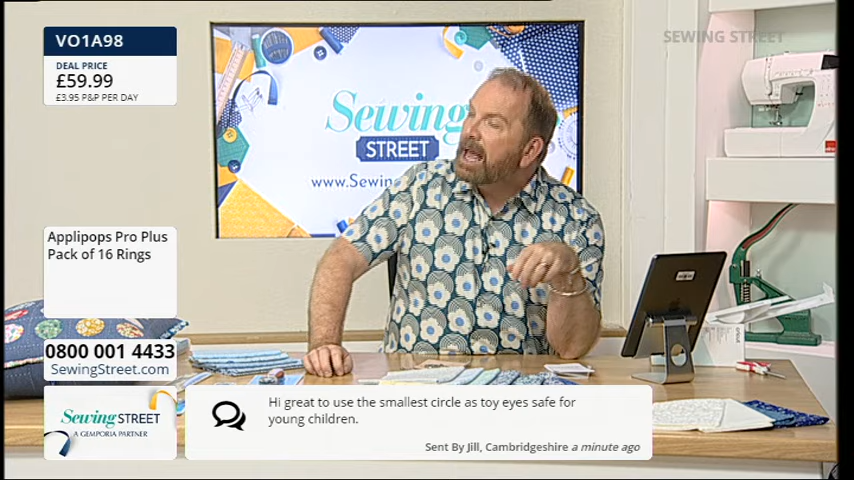 VO1A98
DEAL PRICE
£59.99
£3.95 P&P PER DAY
SEWING STREET
Sewing
STREET
www.Sewin
Applipops Pro Plus
Pack of 16 Rings
0800 001 4433
SewingStreet.com
Sewing STREET
A GEMPORIA PARTNER
Hi great to use the smallest circle as toy eyes safe for
young children.
Sent By Jill, Cambridgeshire a minute ago